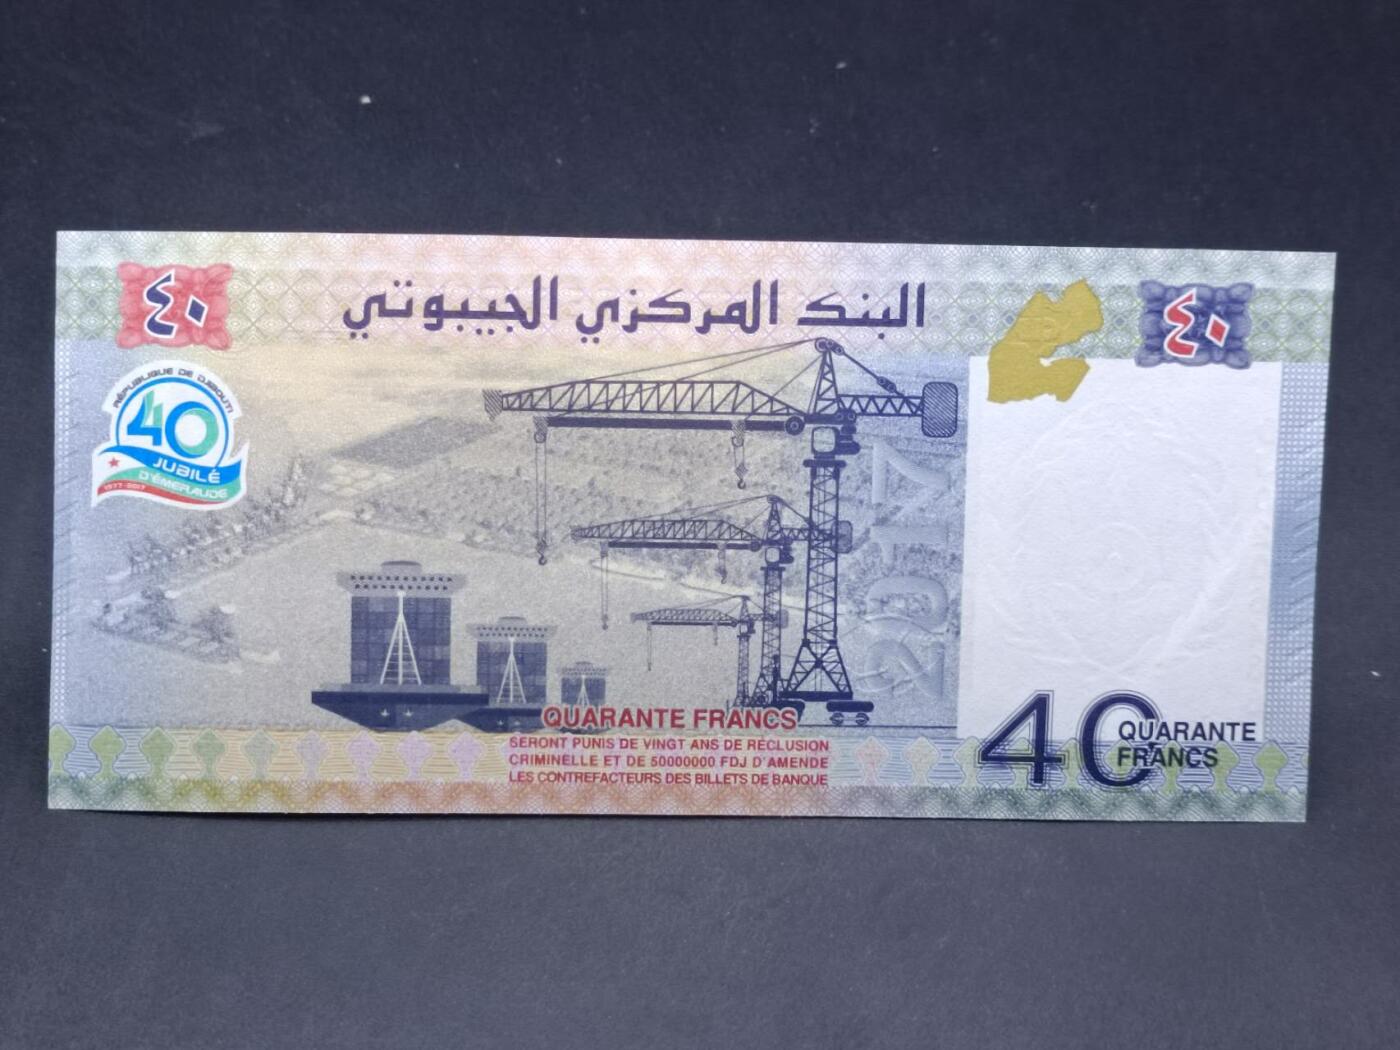 البنك المركزي الجيبوتي
٤٠
٤٠
RÉPUBLIQUE DE DJIBOUTI
40
JUBILÉ
D'ÉMERAUDE
1977-2017
QUARANTE FRANCS
SERONT PUNIS DE VINGT ANS DE RÉCLUSION
CRIMINELLE ET DE 50000000 FDJ D'AMENDE
LES CONTREFACTEURS DES BILLETS DE BANQUE
40
QUARANTE
FRANCS